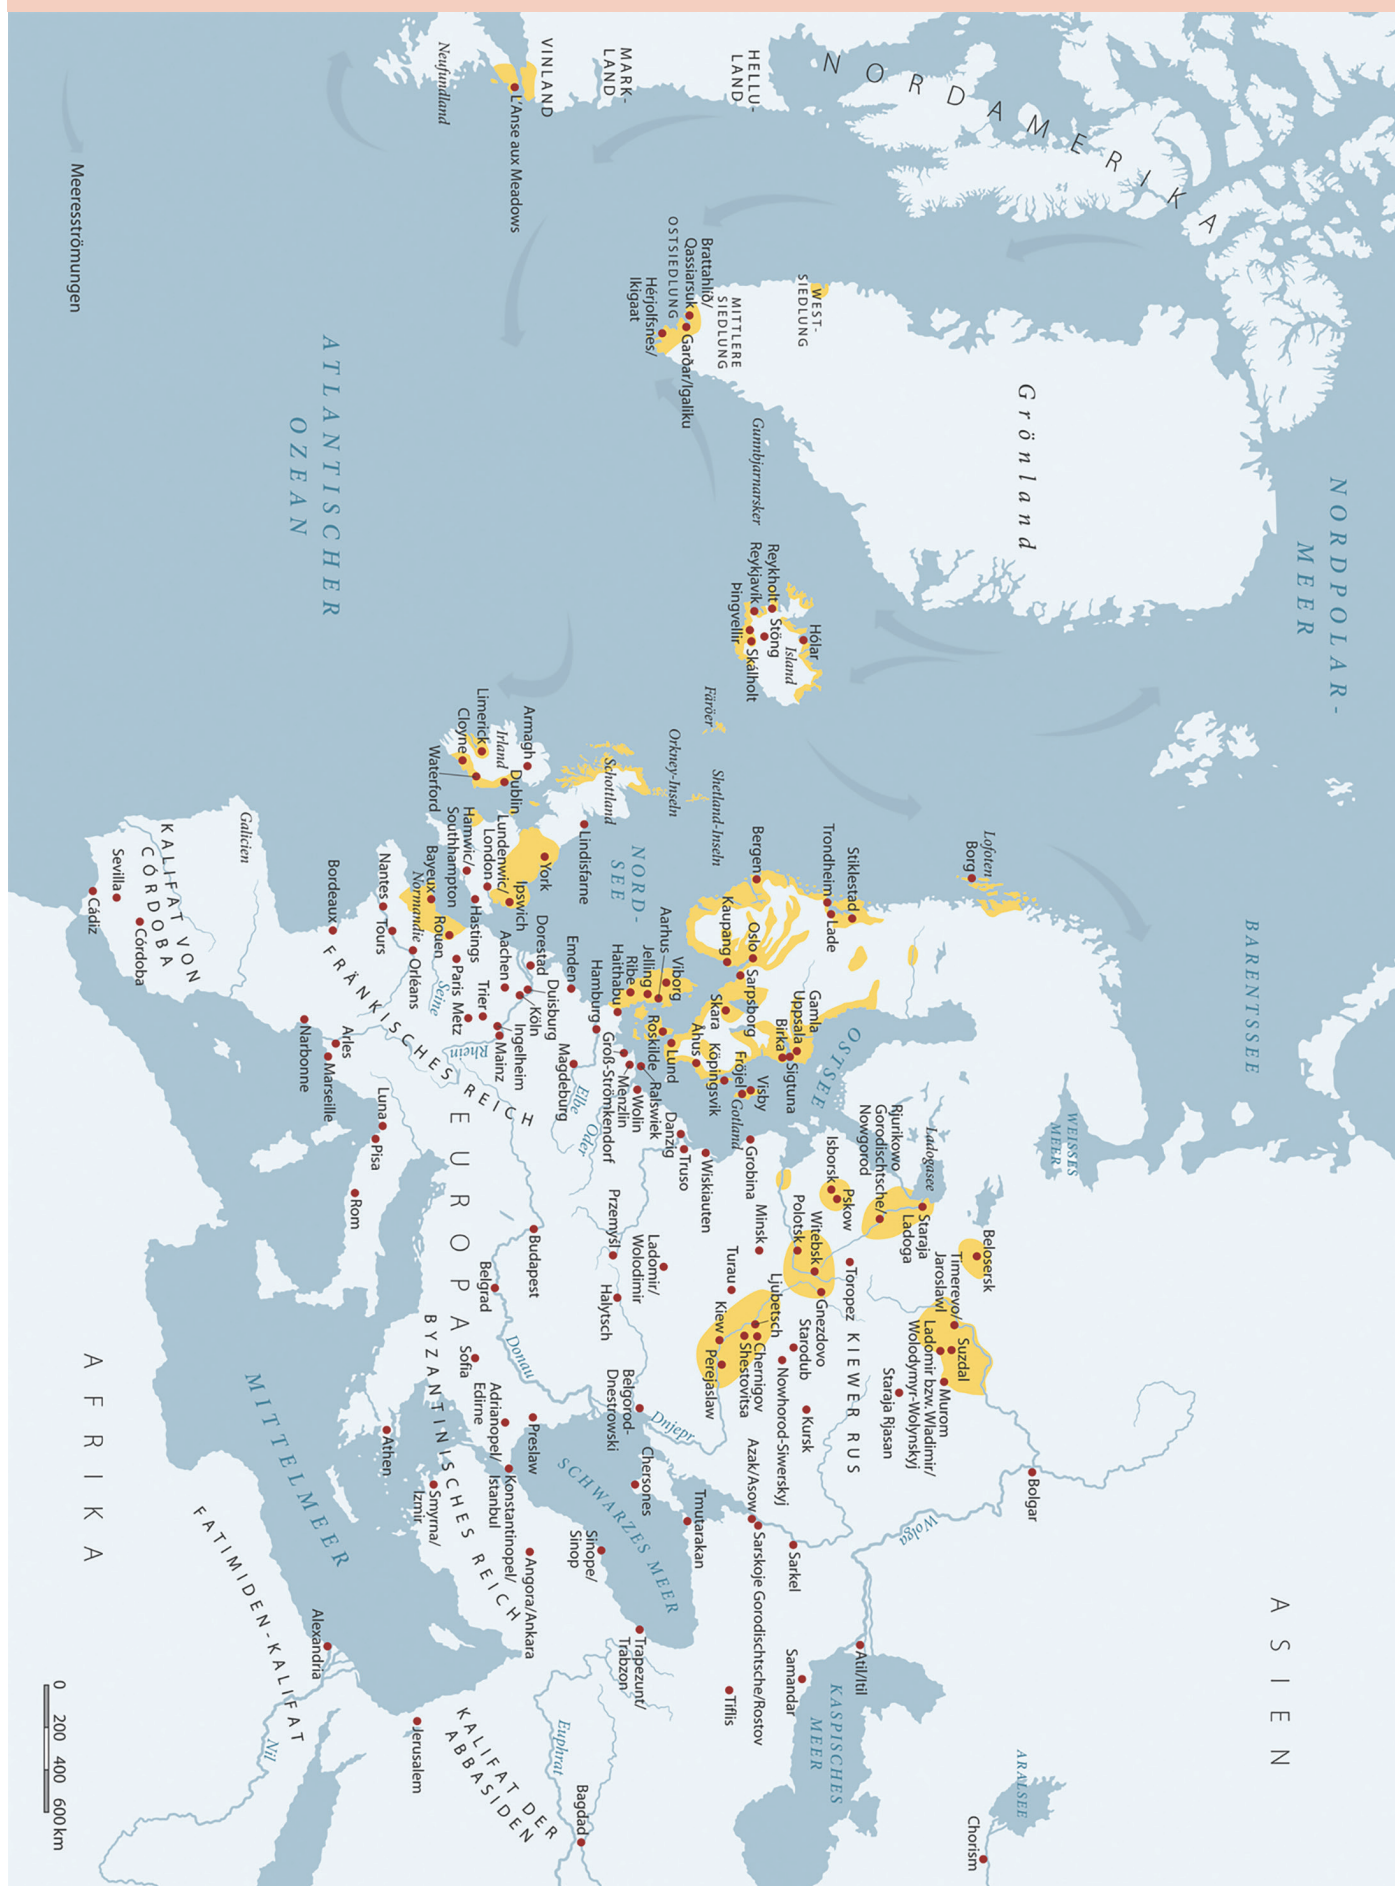 NORDAMERIKA
HELLU-
LAND
MARK-
LAND
VINLAND
L'Anse aux Meadows
Neufundland
Meeresströmungen
WEST-
SIEDLUNG
MITTLERE
SIEDLUNG
Brattahlið/
Qassiarsuk
OSTSIEDLUNG
Garðar/Igaliku
Hérjolfsnes/
Ikigaat
Grönland
Gunnbjarnarsker
NORDPOLAR-
MEER
ATLANTISCHER
OZEAN
Reykholt
Reykjavík
Þingvellir
Stöng
Hólar
Island
Skálholt
Färöer
Orkney-Inseln
Shetland-Inseln
Schottland
Armagh
Irland
Limerick
Cloyne
Dublin
Waterford
Lindisfarne
York
Lundenwic/
London
Hamwic/
Southhampton
Ipswich
Hastings
Bayeux
Normandie
Rouen
Nantes
Tours
Orléans
Bordeaux
Galicien
KALIFAT VON
CÓRDOBA
Sevilla
Córdoba
Cádiz
NORD-
SEE
Lofoten
Borg
BARENTSSEE
WEISSES
MEER
Stiklestad
Trondheim
Lade
Bergen
Oslo
Kaupang
Sarpsborg
Skara
Gamla
Uppsala
Birka
Sigtuna
OSTSEE
Visby
Fröjel
Gotland
Köpingsvik
Åhus
Lund
Roskilde
Aarhus
Viborg
Jelling
Ribe
Haithabu
Hamburg
Emden
Dorestad
Aachen
Duisburg
Köln
Ingelheim
Mainz
Trier
Metz
Paris
Seine
Rhein
Magdeburg
Elbe
Oder
Groß-Strömkendorf
Menzlin
Wolin
Ralswiek
Danzig
Truso
Wiskiauten
Grobina
FRÄNKISCHES REICH
EUROPA
Narbonne
Arles
Marseille
Luna
Pisa
Rom
Ladogasee
Rjurikowo
Gorodischtsche/
Nowgorod
Staraja
Ladoga
Belosersk
Isborsk
Pskow
Polotsk
Witebsk
Toropez
Gnezdovo
Minsk
Turau
Ladomir/
Wolodimir
Przemyśl
Halytsch
Budapest
Belgrad
Sofia
Donau
Timerevo/
Jaroslawl
Suzdal
Murom
Ladomir bzw. Wladimir/
Wolodymyr-Wolynskyj
Staraja Rjasan
KIEWER RUS
Starodub
Nowhorod-Siwerskyj
Kursk
Ljubetsch
Chernigov
Shestovitsa
Kiew
Perejaslaw
Belgorod-
Dnestrowski
Dnjepr
Chersones
Azak/Asow
Tmutarakan
Sarskoje Gorodischtsche/Rostov
Sarkel
Bolgar
Wolga
Atil/Itil
Samandar
Tiflis
KASPISCHES
MEER
ARALSEE
Chorism
ASIEN
SCHWARZES MEER
Sinope/
Sinop
Trapezunt/
Trabzon
Preslaw
Adrianopel/
Edirne
Konstantinopel/
Istanbul
Angora/Ankara
BYZANTINISCHES REICH
Smyrna/
Izmir
Athen
MITTELMEER
AFRIKA
FATIMIDEN-KALIFAT
Alexandria
Nil
Jerusalem
KALIFAT DER
ABBASIDEN
Euphrat
Bagdad
0 200 400 600 km